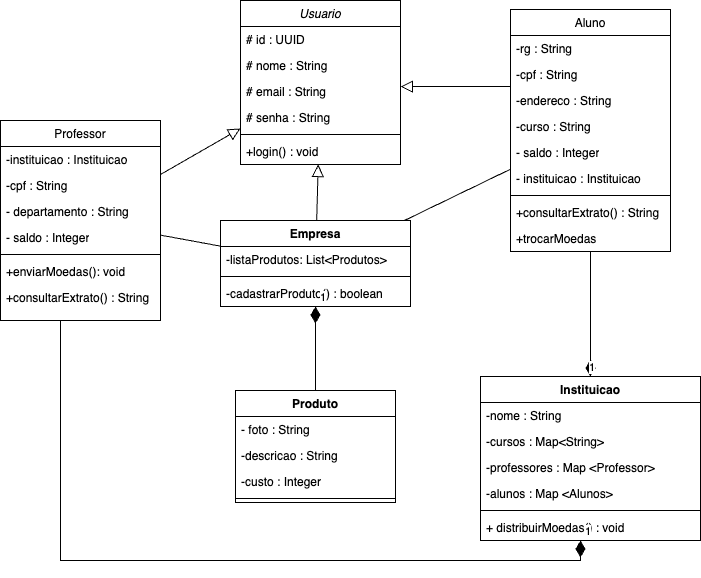 Usuario
# id : UUID
# nome : String
# email : String
# senha : String
+login() : void
Aluno
-rg : String
-cpf : String
-endereco : String
-curso : String
- saldo : Integer
- instituicao : Instituicao
+consultarExtrato() : String
+trocarMoedas
Professor
-instituicao : Instituicao
-cpf : String
- departamento : String
- saldo : Integer
+enviarMoedas(): void
+consultarExtrato() : String
Empresa
-listaProdutos: List<Produtos>
-cadastrarProduto() : boolean
1
Produto
- foto : String
-descricao : String
-custo : Integer
1
Instituicao
-nome : String
-cursos : Map<String>
-professores : Map <Professor>
-alunos : Map <Alunos>
+ distribuirMoedas() : void
1